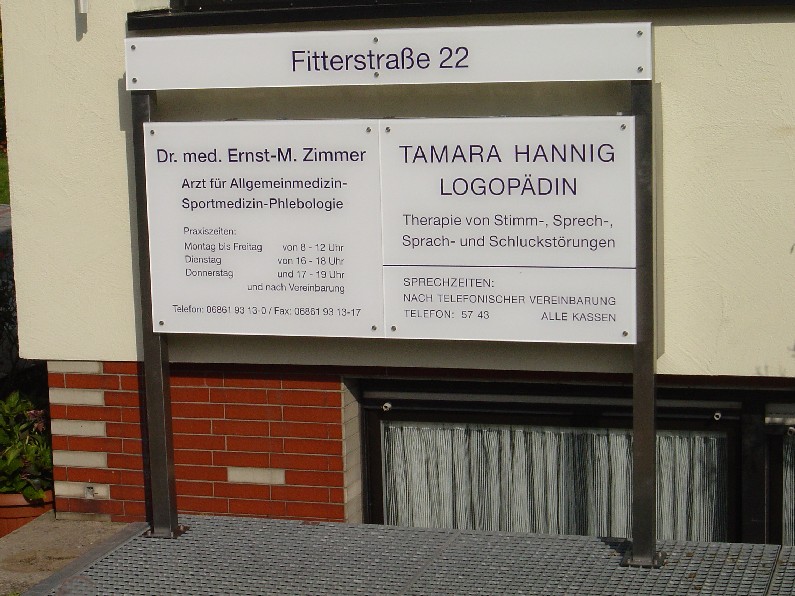 Fitterstraße 22
Dr. med. Ernst-M. Zimmer
Arzt für Allgemeinmedizin-
Sportmedizin-Phlebologie
Praxiszeiten:
Montag bis Freitag von 8 - 12 Uhr
Dienstag von 16 - 18 Uhr
Donnerstag und 17 - 19 Uhr
und nach Vereinbarung
Telefon: 06861 93 13-0 / Fax: 06861 93 13-17
TAMARA HANNIG
LOGOPÄDIN
Therapie von Stimm-, Sprech-,
Sprach- und Schluckstörungen
SPRECHZEITEN:
NACH TELEFONISCHER VEREINBARUNG
TELEFON: 57 43 ALLE KASSEN